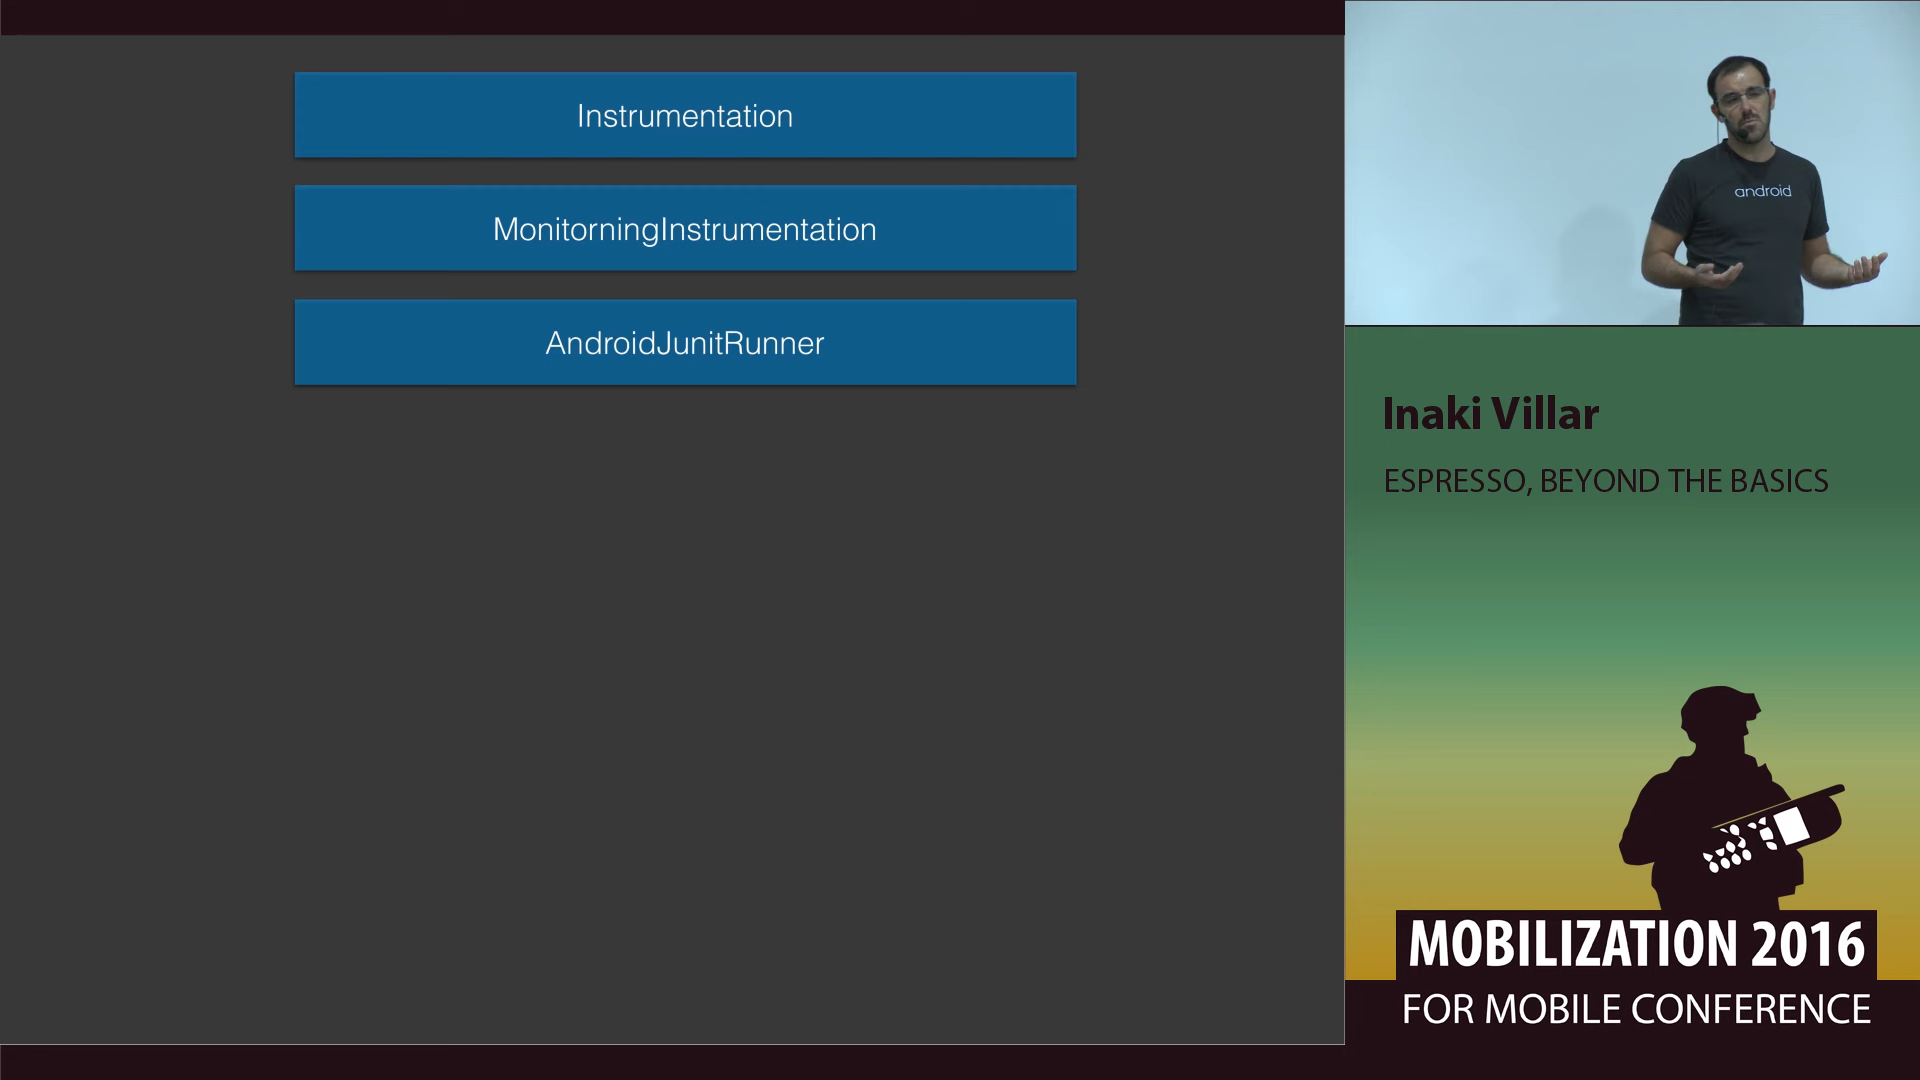 Instrumentation
MonitorningInstrumentation
AndroidJunitRunner
android
Inaki Villar
ESPRESSO, BEYOND THE BASICS
MOBILIZATION 2016
FOR MOBILE CONFERENCE